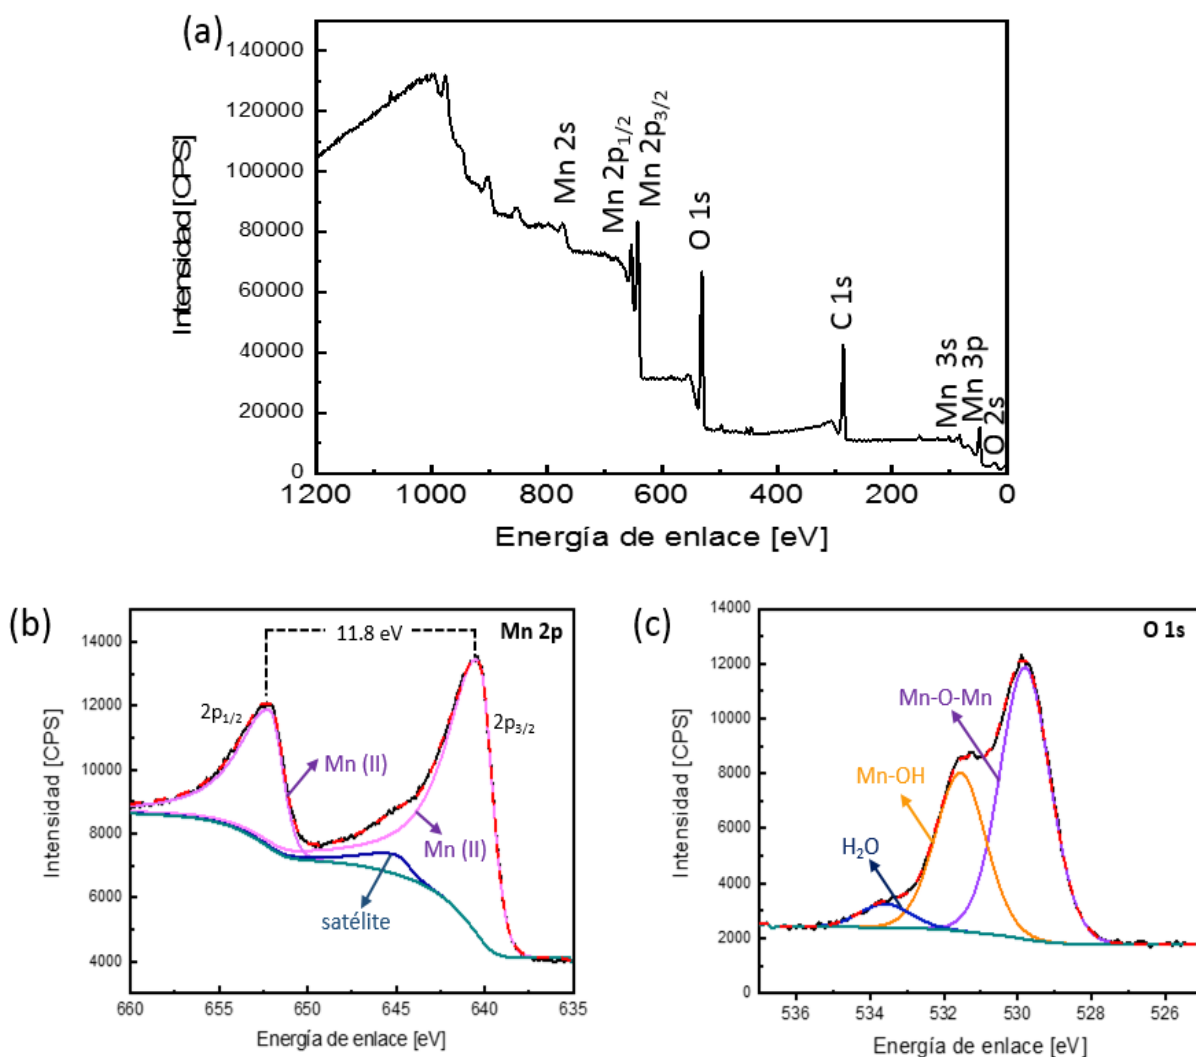 (a)
Intensidad [CPS]
140000
120000
100000
80000
60000
40000
20000
0
Mn 2s
Mn 2p1/2
Mn 2p3/2
O 1s
C 1s
Mn 3s
Mn 3p
O 2s
1200 1000 800 600 400 200 0
Energía de enlace [eV]
(b)
Mn 2p
11.8 eV
2p1/2
2p3/2
Mn (II)
Mn (II)
satélite
Intensidad [CPS]
14000
12000
10000
8000
6000
4000
660 655 650 645 640 635
Energía de enlace [eV]
(c)
O 1s
Mn-O-Mn
Mn-OH
H2O
Intensidad [CPS]
14000
12000
10000
8000
6000
4000
2000
0
536 534 532 530 528 526
Energía de enlace [eV]